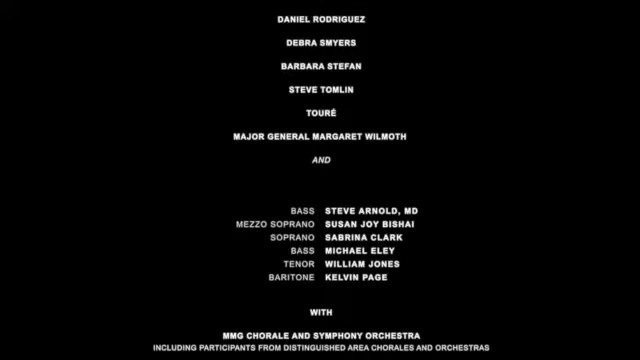 DANIEL RODRIGUEZ
DEBRA SMYERS
BARBARA STEFAN
STEVE TOMLIN
TOURÉ
MAJOR GENERAL MARGARET WILMOTH
AND
BASS STEVE ARNOLD, MD
MEZZO SOPRANO SUSAN JOY BISHAI
SOPRANO SABRINA CLARK
BASS MICHAEL ELEY
TENOR WILLIAM JONES
BARITONE KELVIN PAGE
WITH
MMG CHORALE AND SYMPHONY ORCHESTRA
INCLUDING PARTICIPANTS FROM DISTINGUISHED AREA CHORALES AND ORCHESTRAS